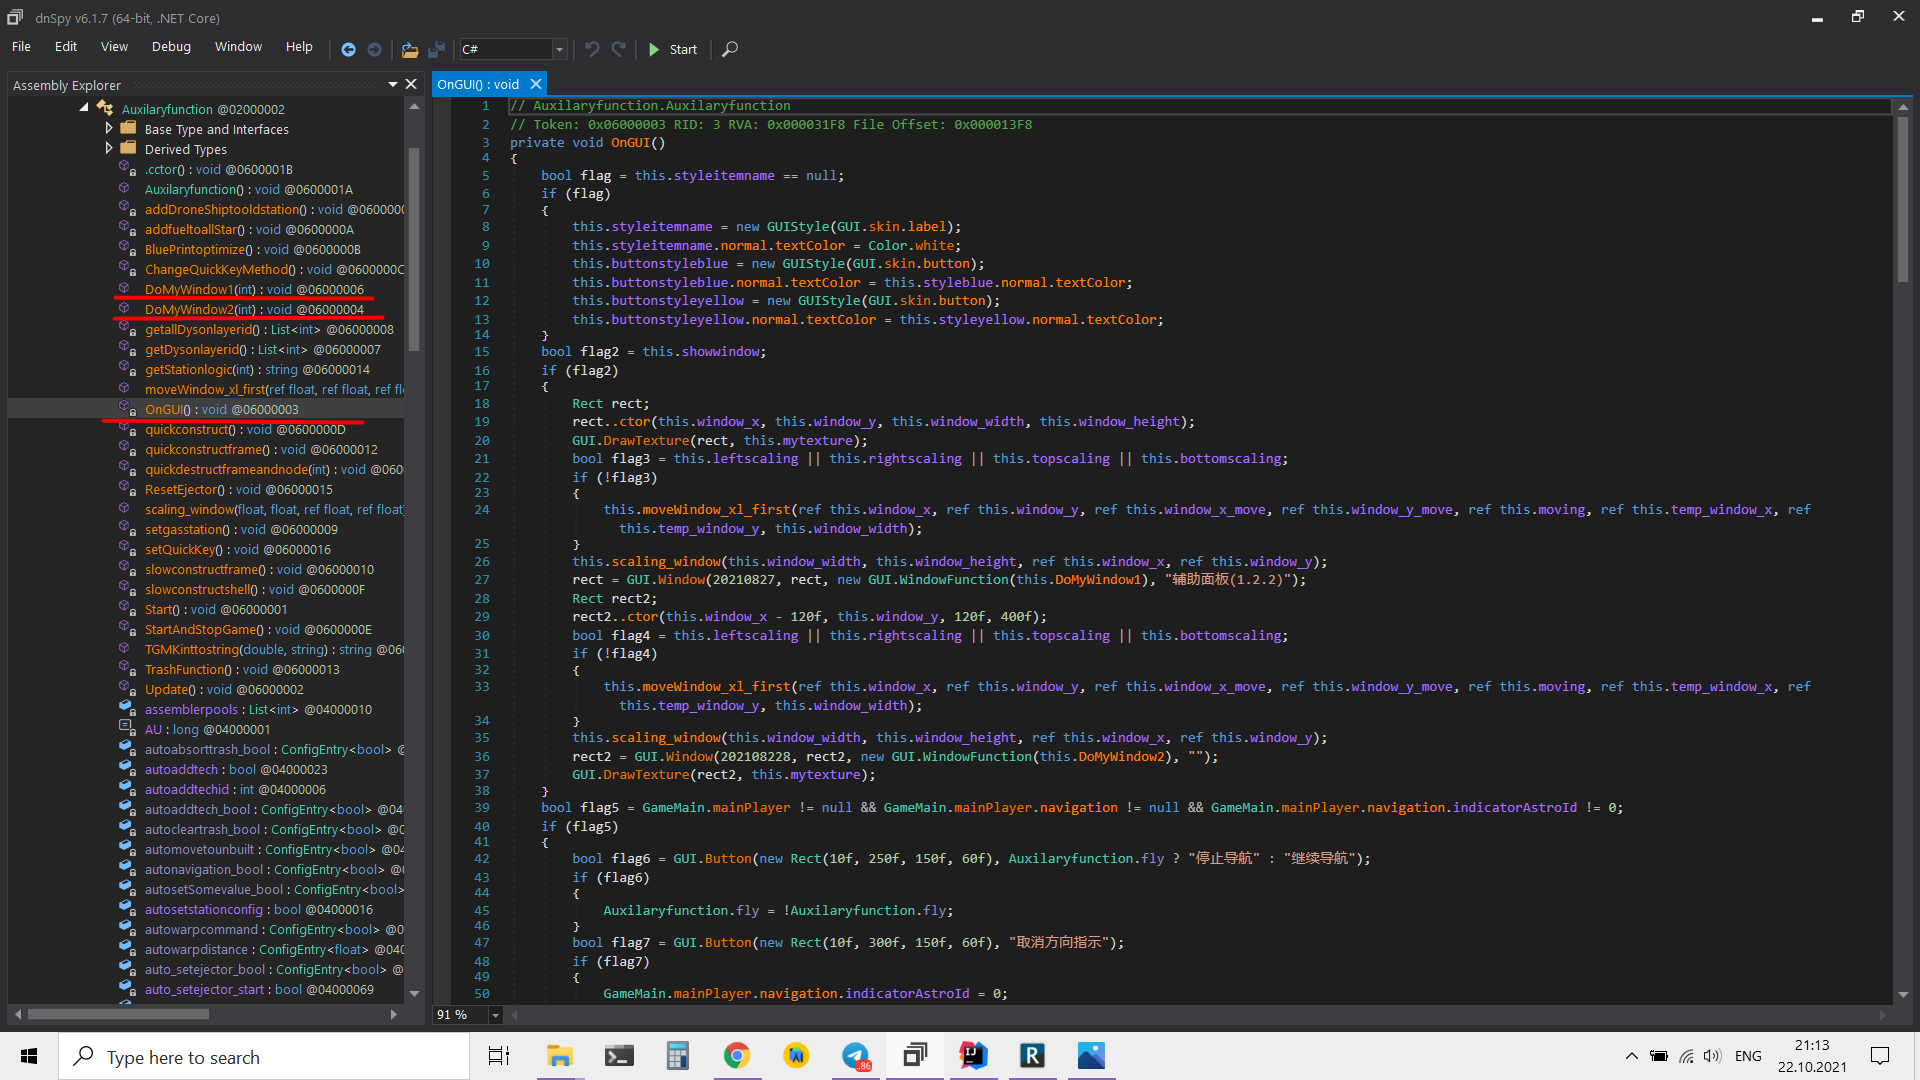 dnSpy v6.1.7 (64-bit, .NET Core)
File Edit View Debug Window Help C# Start
Assembly Explorer
Auxilaryfunction @02000002
Base Type and Interfaces
Derived Types
.cctor() : void @0600001B
Auxilaryfunction() : void @0600001A
addDroneShiptooldstation() : void @060000
addfueltoallStar() : void @0600000A
BluePrintoptimize() : void @0600000B
ChangeQuickKeyMethod() : void @0600000C
DoMyWindow1(int) : void @06000006
DoMyWindow2(int) : void @06000004
getallDysonlayerid() : List<int> @06000008
getDysonlayerid() : List<int> @06000007
getStationlogic(int) : string @06000014
moveWindow_xl_first(ref float, ref float, ref fl
OnGUI() : void @06000003
quickconstruct() : void @0600000D
quickconstructframe() : void @06000012
quickdestructframeandnode(int) : void @060
ResetEjector() : void @06000015
scaling_window(float, float, ref float, ref float
setgasstation() : void @06000009
setQuickKey() : void @06000016
slowconstructframe() : void @06000010
slowconstructshell() : void @0600000F
Start() : void @06000001
StartAndStopGame() : void @0600000E
TGMKinttostring(double, string) : string @06
TrashFunction() : void @06000013
Update() : void @06000002
assemblerpools : List<int> @04000010
AU : long @04000001
autoabsorttrash_bool : ConfigEntry<bool> @
autoaddtech : bool @04000023
autoaddtechid : int @04000006
autoaddtech_bool : ConfigEntry<bool> @04
autocleartrash_bool : ConfigEntry<bool> @0
automovetounbuilt : ConfigEntry<bool> @04
autonavigation_bool : ConfigEntry<bool> @0
autosetSomevalue_bool : ConfigEntry<bool>
autosetstationconfig : bool @04000016
autowarpcommand : ConfigEntry<bool> @0
autowarpdistance : ConfigEntry<float> @040
auto_setejector_bool : ConfigEntry<bool> @
auto_setejector_start : bool @04000069
OnGUI() : void
1 // Auxilaryfunction.Auxilaryfunction
2 // Token: 0x06000003 RID: 3 RVA: 0x000031F8 File Offset: 0x000013F8
3 private void OnGUI()
4 {
5 bool flag = this.styleitemname == null;
6 if (flag)
7 {
8 this.styleitemname = new GUIStyle(GUI.skin.label);
9 this.styleitemname.normal.textColor = Color.white;
10 this.buttonstyleblue = new GUIStyle(GUI.skin.button);
11 this.buttonstyleblue.normal.textColor = this.styleblue.normal.textColor;
12 this.buttonstyleyellow = new GUIStyle(GUI.skin.button);
13 this.buttonstyleyellow.normal.textColor = this.styleyellow.normal.textColor;
14 }
15 bool flag2 = this.showwindow;
16 if (flag2)
17 {
18 Rect rect;
19 rect..ctor(this.window_x, this.window_y, this.window_width, this.window_height);
20 GUI.DrawTexture(rect, this.mytexture);
21 bool flag3 = this.leftscaling || this.rightscaling || this.topscaling || this.bottomscaling;
22 if (!flag3)
23 {
24 this.moveWindow_xl_first(ref this.window_x, ref this.window_y, ref this.window_x_move, ref this.window_y_move, ref this.moving, ref this.temp_window_x, ref
this.temp_window_y, this.window_width);
25 }
26 this.scaling_window(this.window_width, this.window_height, ref this.window_x, ref this.window_y);
27 rect = GUI.Window(20210827, rect, new GUI.WindowFunction(this.DoMyWindow1), "辅助面板(1.2.2)");
28 Rect rect2;
29 rect2..ctor(this.window_x - 120f, this.window_y, 120f, 400f);
30 bool flag4 = this.leftscaling || this.rightscaling || this.topscaling || this.bottomscaling;
31 if (!flag4)
32 {
33 this.moveWindow_xl_first(ref this.window_x, ref this.window_y, ref this.window_x_move, ref this.window_y_move, ref this.moving, ref this.temp_window_x, ref
this.temp_window_y, this.window_width);
34 }
35 this.scaling_window(this.window_width, this.window_height, ref this.window_x, ref this.window_y);
36 rect2 = GUI.Window(202108228, rect2, new GUI.WindowFunction(this.DoMyWindow2), "");
37 GUI.DrawTexture(rect2, this.mytexture);
38 }
39 bool flag5 = GameMain.mainPlayer != null && GameMain.mainPlayer.navigation != null && GameMain.mainPlayer.navigation.indicatorAstroId != 0;
40 if (flag5)
41 {
42 bool flag6 = GUI.Button(new Rect(10f, 250f, 150f, 60f), Auxilaryfunction.fly ? "停止导航" : "继续导航");
43 if (flag6)
44 {
45 Auxilaryfunction.fly = !Auxilaryfunction.fly;
46 }
47 bool flag7 = GUI.Button(new Rect(10f, 300f, 150f, 60f), "取消方向指示");
48 if (flag7)
49 {
50 GameMain.mainPlayer.navigation.indicatorAstroId = 0;
91 %
Type here to search
..86
ENG
21:13
22.10.2021